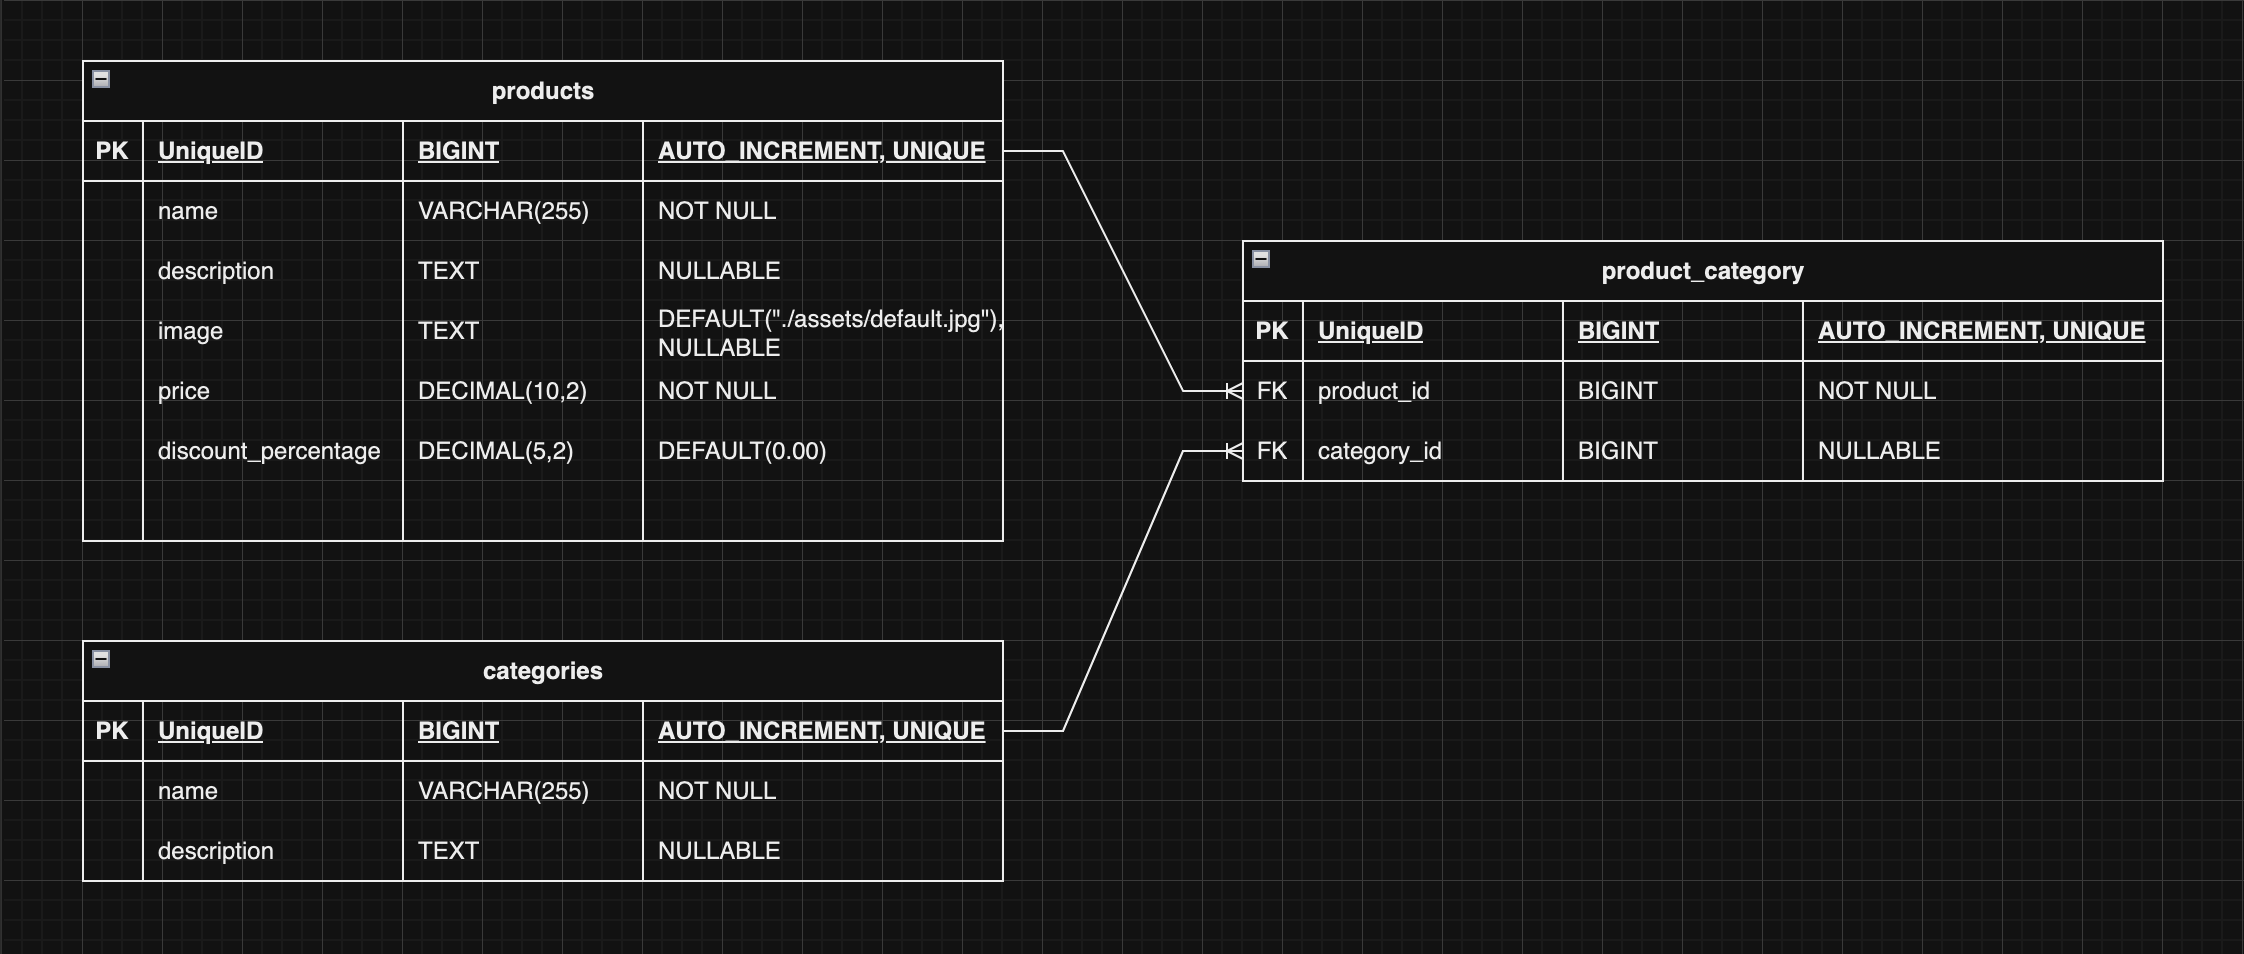 products
PK UniqueID BIGINT AUTO_INCREMENT, UNIQUE
name VARCHAR(255) NOT NULL
description TEXT NULLABLE
image TEXT DEFAULT("./assets/default.jpg"),
NULLABLE
price DECIMAL(10,2) NOT NULL
discount_percentage DECIMAL(5,2) DEFAULT(0.00)
product_category
PK UniqueID BIGINT AUTO_INCREMENT, UNIQUE
FK product_id BIGINT NOT NULL
FK category_id BIGINT NULLABLE
categories
PK UniqueID BIGINT AUTO_INCREMENT, UNIQUE
name VARCHAR(255) NOT NULL
description TEXT NULLABLE